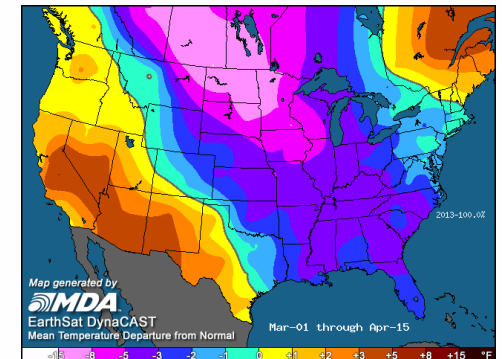 2013-100.0%
Map generated by
MDA
EarthSat DynaCAST
Mean Temperature Departure from Normal
Mar-01 through Apr-15
-15 -8 -5 -3 -2 -1 0 +1 +2 +3 +5 +8 +15 °F